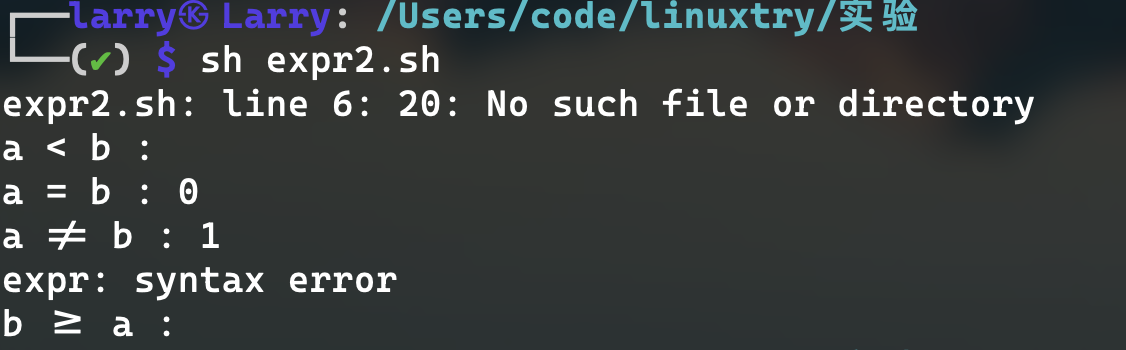 larry㉿Larry: /Users/code/linuxtry/实验
(✔) $ sh expr2.sh
expr2.sh: line 6: 20: No such file or directory
a < b :
a = b : 0
a ≠ b : 1
expr: syntax error
b ≥ a :